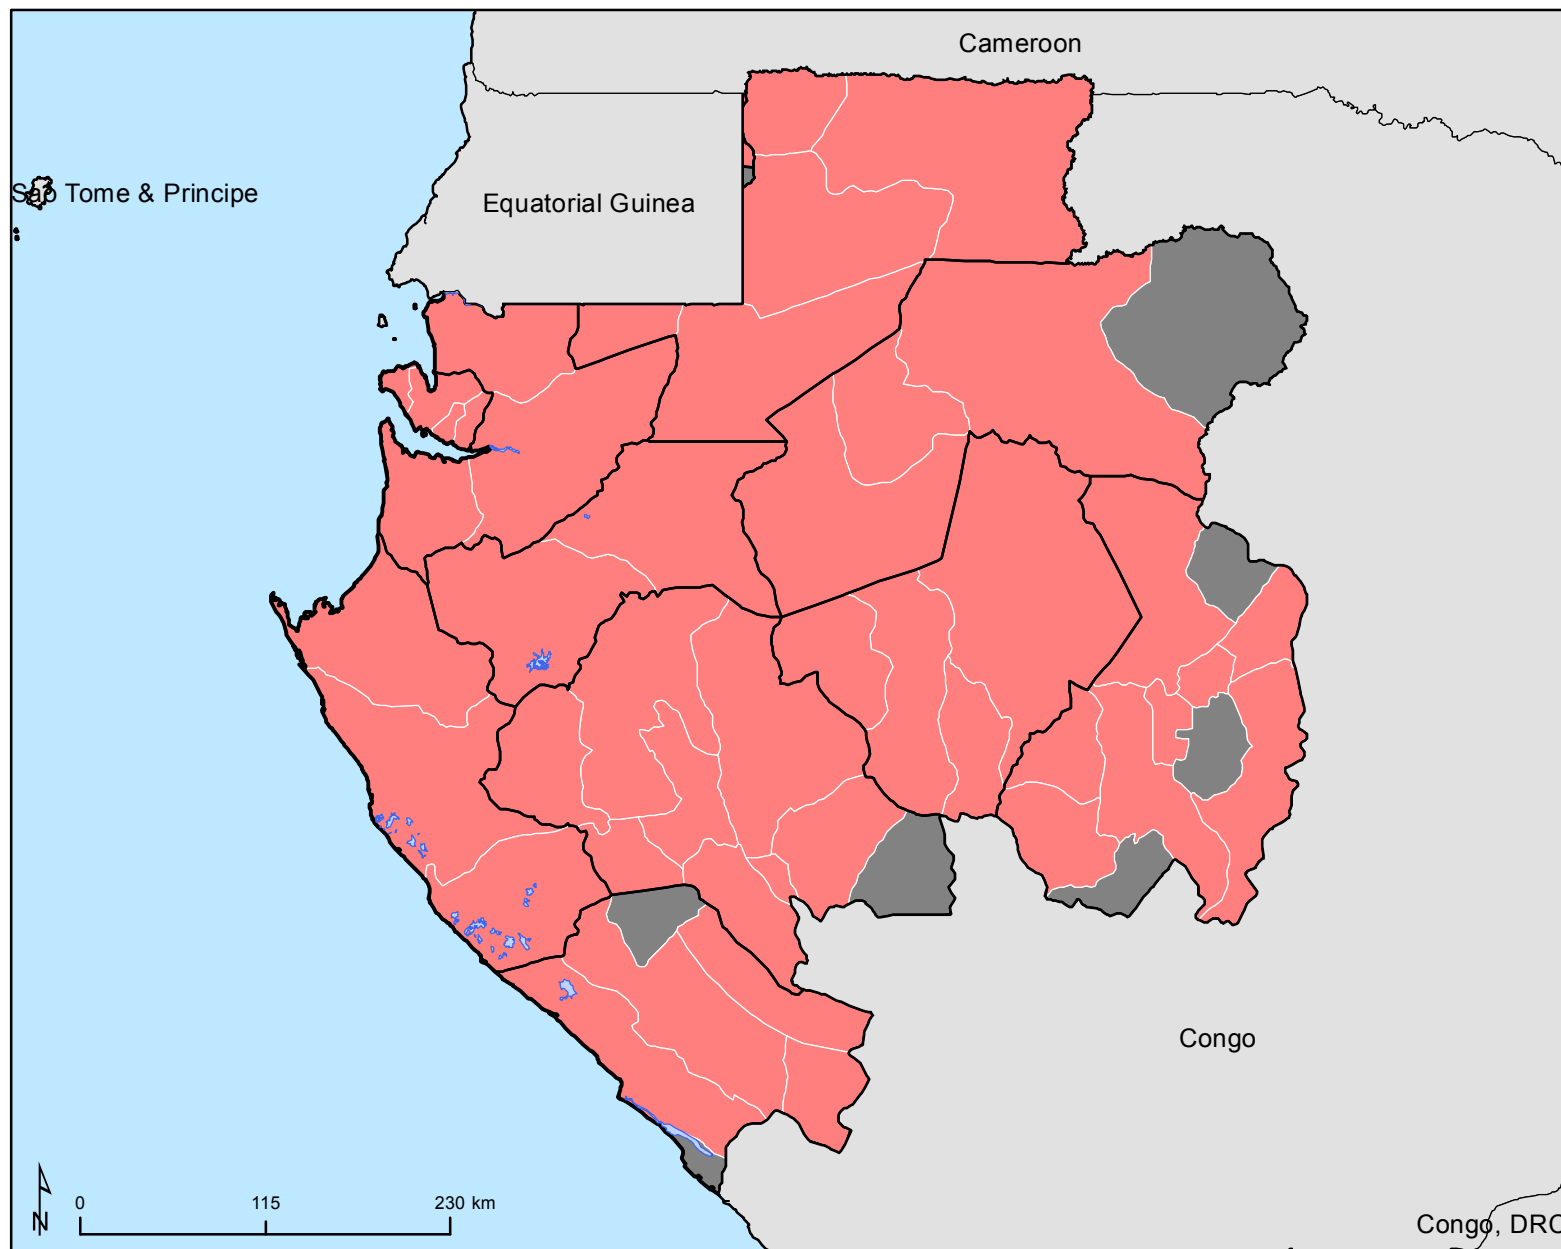 Cameroon
Sao Tome & Principe
Equatorial Guinea
Congo
0 115 230 km
N
Congo, DRC